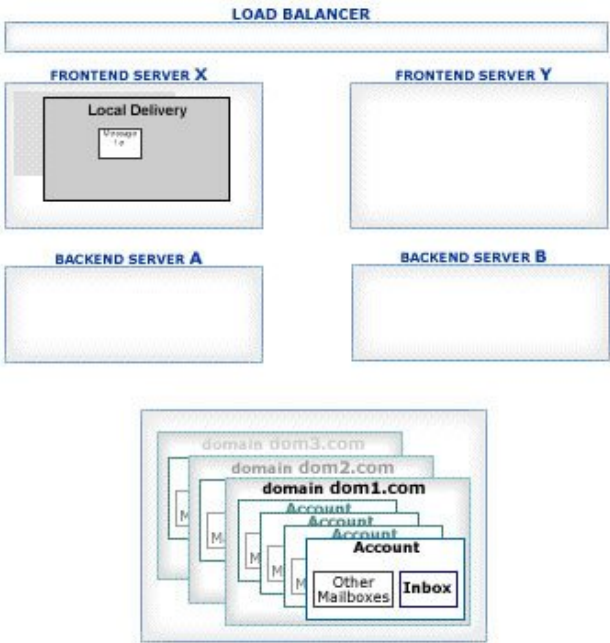 LOAD BALANCER
FRONTEND SERVER X
FRONTEND SERVER Y
Local Delivery
Message
BACKEND SERVER A
BACKEND SERVER B
domain dom3.com
domain dom2.com
domain dom1.com
M
M
Account
Account
Account
Account
M
M
M
Other
Mailboxes
Inbox